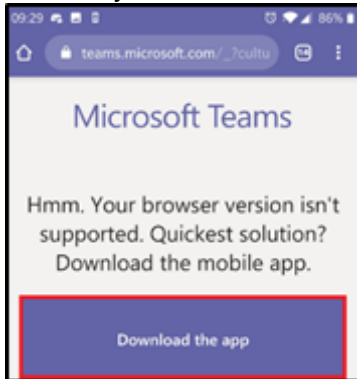 09:29 86%
teams.microsoft.com/_?cultu
Microsoft Teams
Hmm. Your browser version isn't
supported. Quickest solution?
Download the mobile app.
Download the app